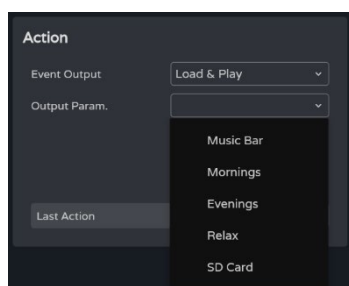 Action
Event Output Load & Play
Output Param.
Music Bar
Mornings
Evenings
Last Action
Relax
SD Card